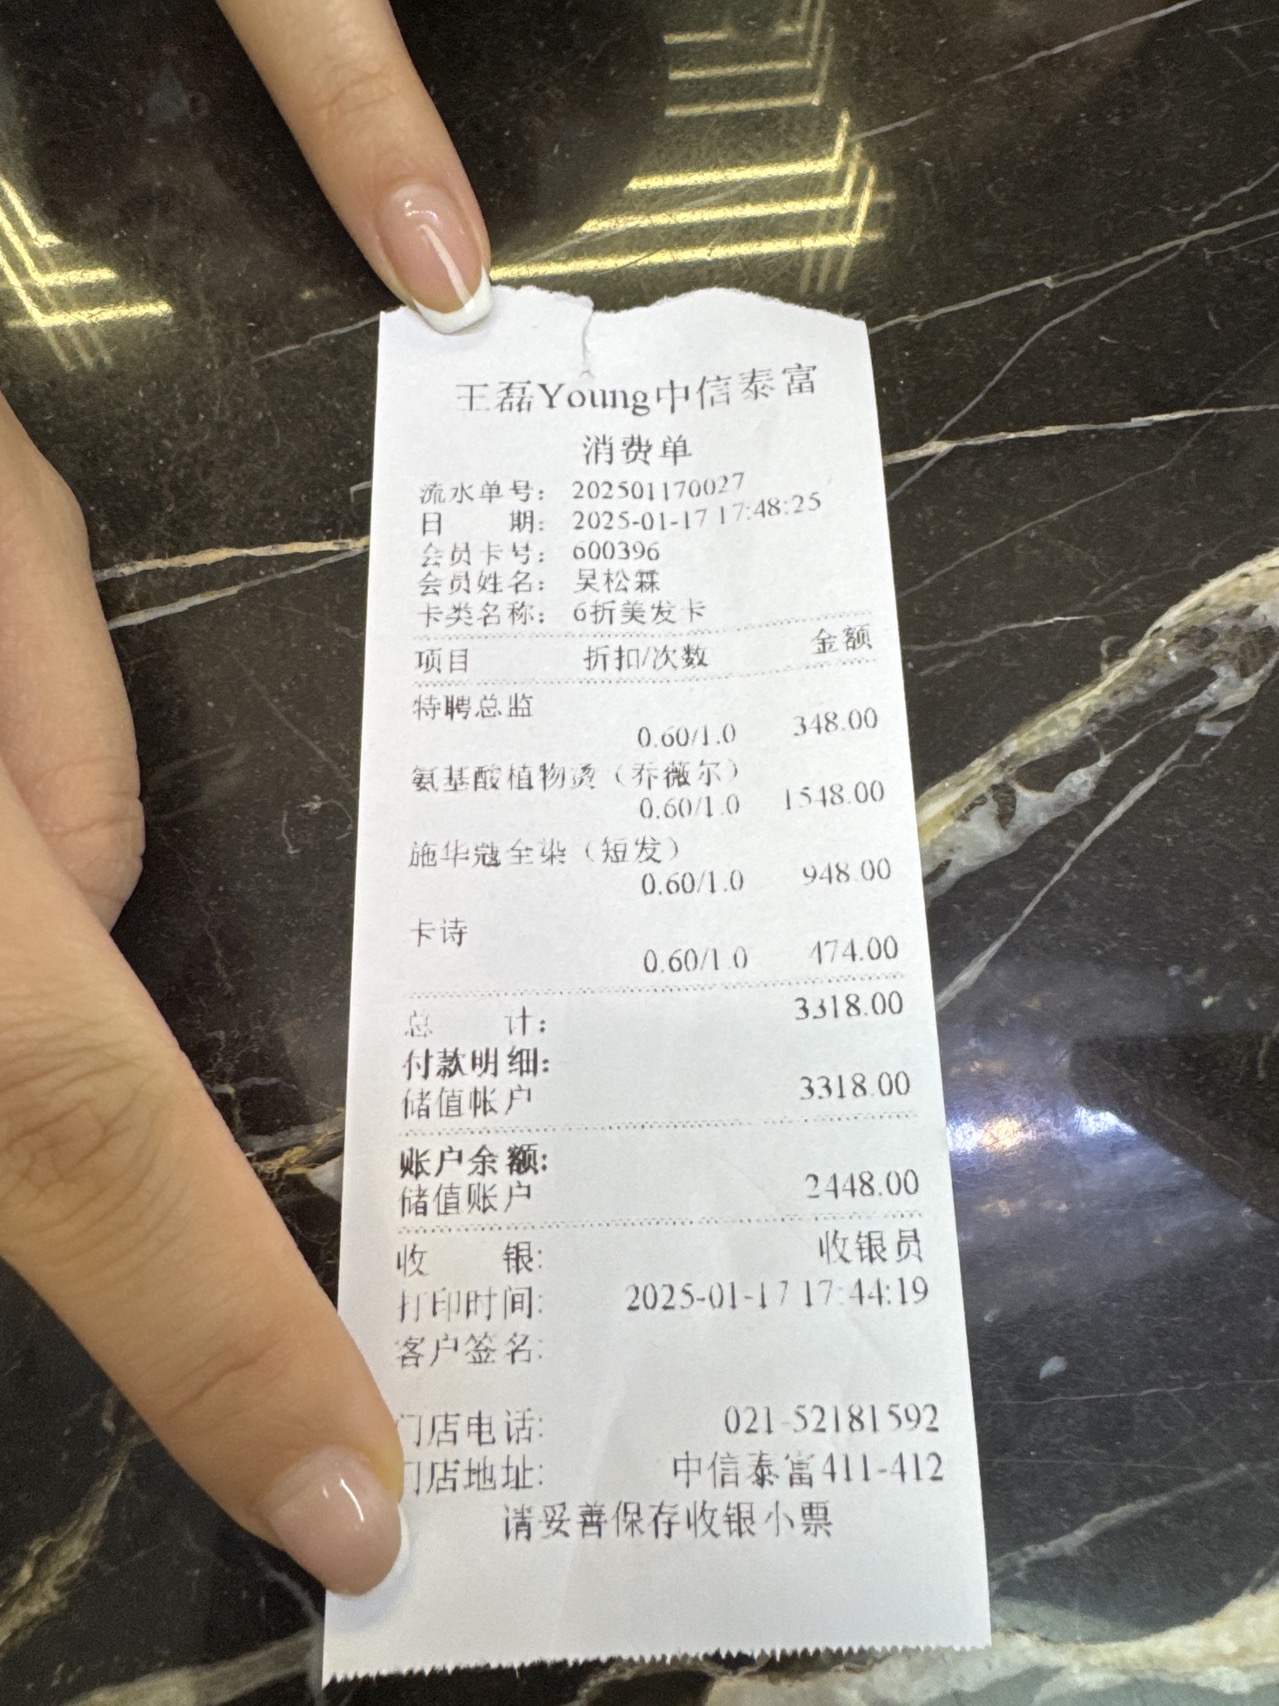 王磊Young中信泰富
消费单
流水单号： 202501170027
日 期： 2025-01-17 17:48:25
会员卡号： 600396
会员姓名： 吴松霖
卡类名称： 6折美发卡
项目 折扣/次数 金额
特聘总监
0.60/1.0 348.00
氨基酸植物烫（乔薇尔）
0.60/1.0 1548.00
施华蔻全染（短发）
0.60/1.0 948.00
卡诗
0.60/1.0 474.00
总 计： 3318.00
付款明细:
储值帐户 3318.00
账户余额:
储值账户 2448.00
收 银: 收银员
打印时间: 2025-01-17 17:44:19
客户签名:
门店电话: 021-52181592
门店地址: 中信泰富411-412
请妥善保存收银小票